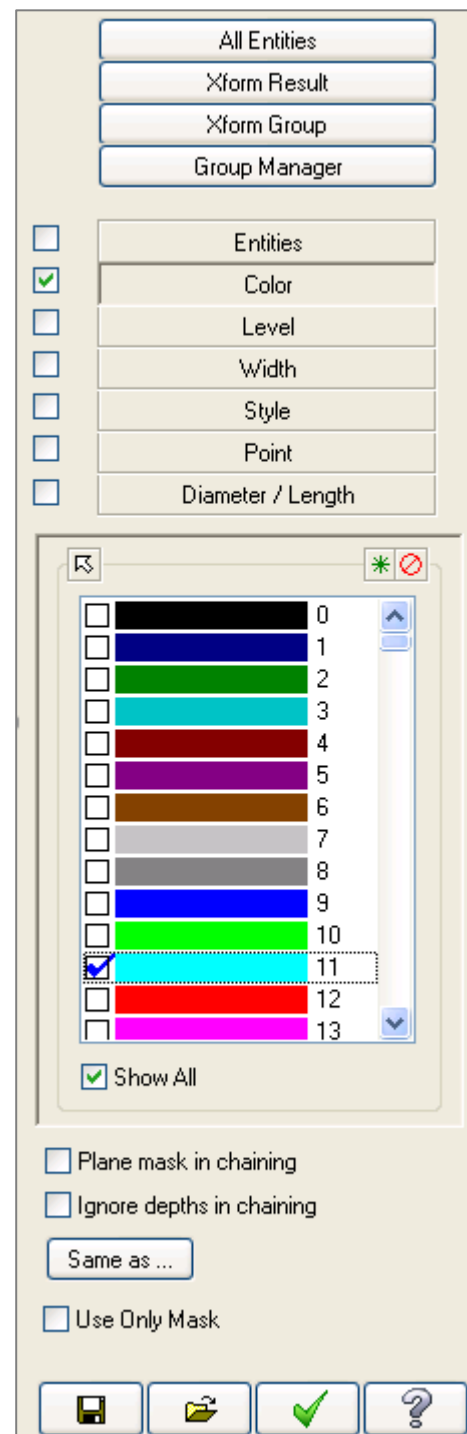 All Entities
Xform Result
Xform Group
Group Manager
Entities
Color
Level
Width
Style
Point
Diameter / Length
0
1
2
3
4
5
6
7
8
9
10
11
12
13
Show All
Plane mask in chaining
Ignore depths in chaining
Same as ...
Use Only Mask